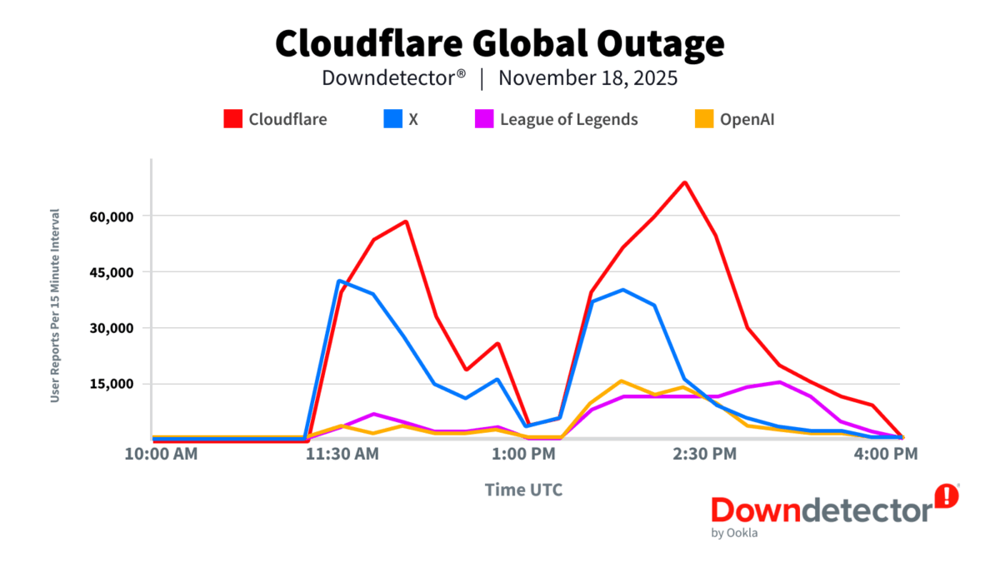 Cloudflare Global Outage
Downdetector® | November 18, 2025
Cloudflare X League of Legends OpenAI
User Reports Per 15 Minute Interval
60,000
45,000
30,000
15,000
10:00 AM 11:30 AM 1:00 PM 2:30 PM 4:00 PM
Time UTC
Downdetector®
by Ookla